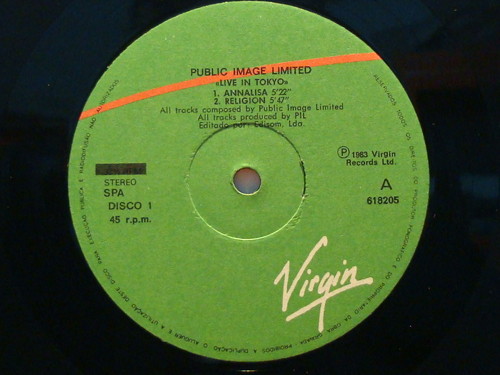 PUBLIC IMAGE LIMITED
«LIVE IN TOKYO»
1. ANNALISA 5'22"
2. RELIGION 5'47"
All tracks composed by Public Image Limited
All tracks produced by PIL
Editado por: Edisom, Lda.
STEREO
SPA
DISCO 1
45 r.p.m.
Ⓟ 1983 Virgin
Records Ltd.
A
618205
Virgin